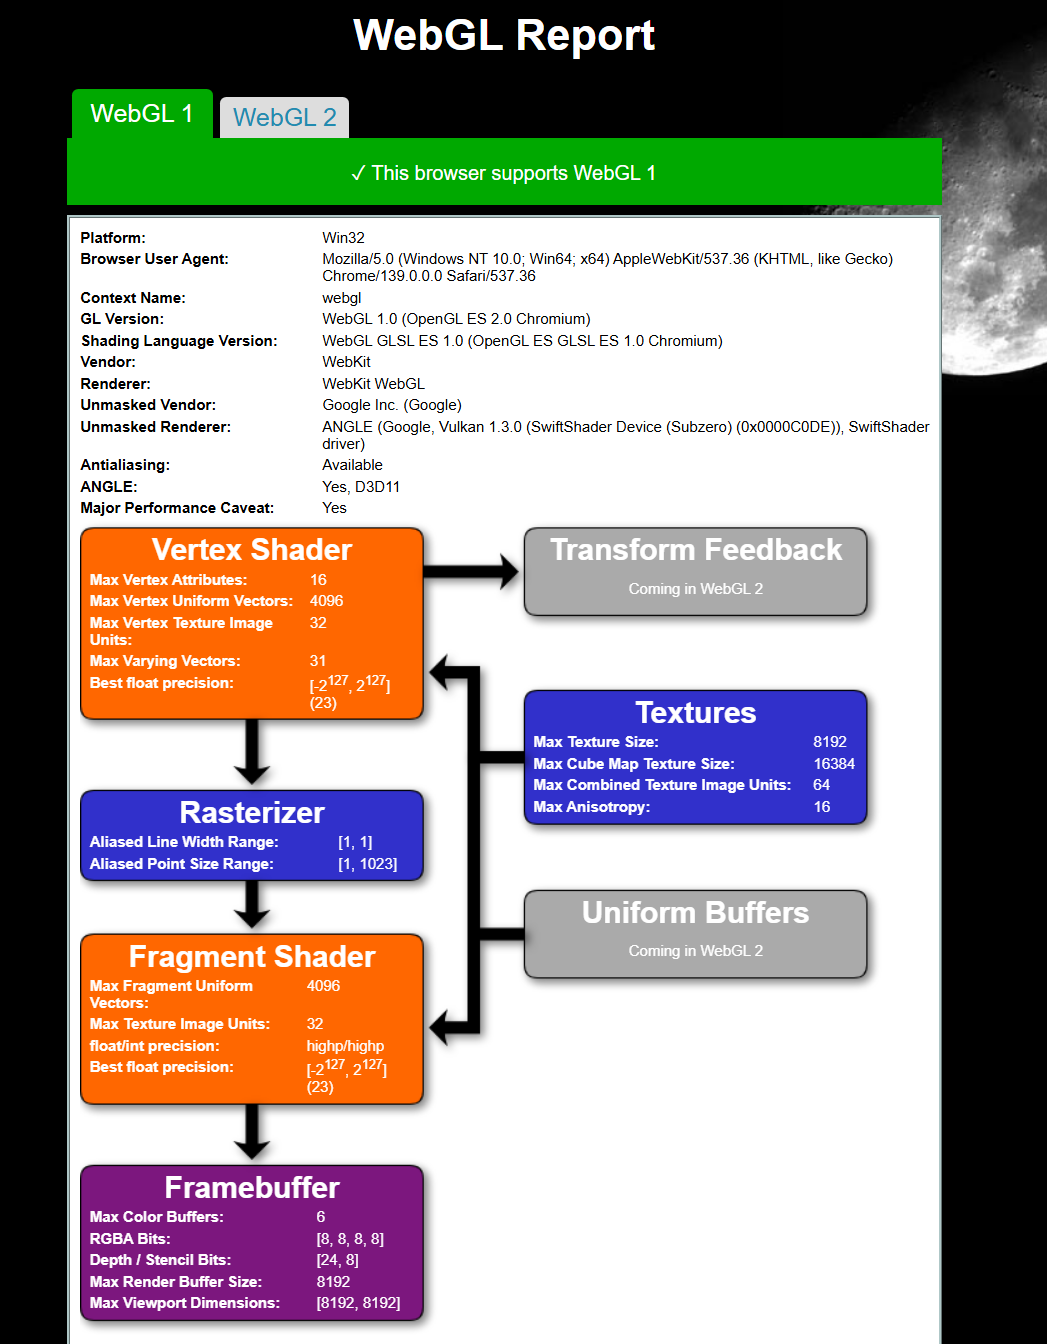 WebGL Report
WebGL 1
WebGL 2
✓ This browser supports WebGL 1
Platform: Win32
Browser User Agent: Mozilla/5.0 (Windows NT 10.0; Win64; x64) AppleWebKit/537.36 (KHTML, like Gecko)
Chrome/139.0.0.0 Safari/537.36
Context Name: webgl
GL Version: WebGL 1.0 (OpenGL ES 2.0 Chromium)
Shading Language Version: WebGL GLSL ES 1.0 (OpenGL ES GLSL ES 1.0 Chromium)
Vendor: WebKit
Renderer: WebKit WebGL
Unmasked Vendor: Google Inc. (Google)
Unmasked Renderer: ANGLE (Google, Vulkan 1.3.0 (SwiftShader Device (Subzero) (0x0000C0DE)), SwiftShader
driver)
Antialiasing: Available
ANGLE: Yes, D3D11
Major Performance Caveat: Yes
Vertex Shader
Max Vertex Attributes: 16
Max Vertex Uniform Vectors: 4096
Max Vertex Texture Image 32
Units:
Max Varying Vectors: 31
Best float precision: [-2¹²⁷, 2¹²⁷]
(23)
Transform Feedback
Coming in WebGL 2
Textures
Max Texture Size: 8192
Max Cube Map Texture Size: 16384
Max Combined Texture Image Units: 64
Max Anisotropy: 16
Rasterizer
Aliased Line Width Range: [1, 1]
Aliased Point Size Range: [1, 1023]
Uniform Buffers
Coming in WebGL 2
Fragment Shader
Max Fragment Uniform 4096
Vectors:
Max Texture Image Units: 32
float/int precision: highp/highp
Best float precision: [-2¹²⁷, 2¹²⁷]
(23)
Framebuffer
Max Color Buffers: 6
RGBA Bits: [8, 8, 8, 8]
Depth / Stencil Bits: [24, 8]
Max Render Buffer Size: 8192
Max Viewport Dimensions: [8192, 8192]